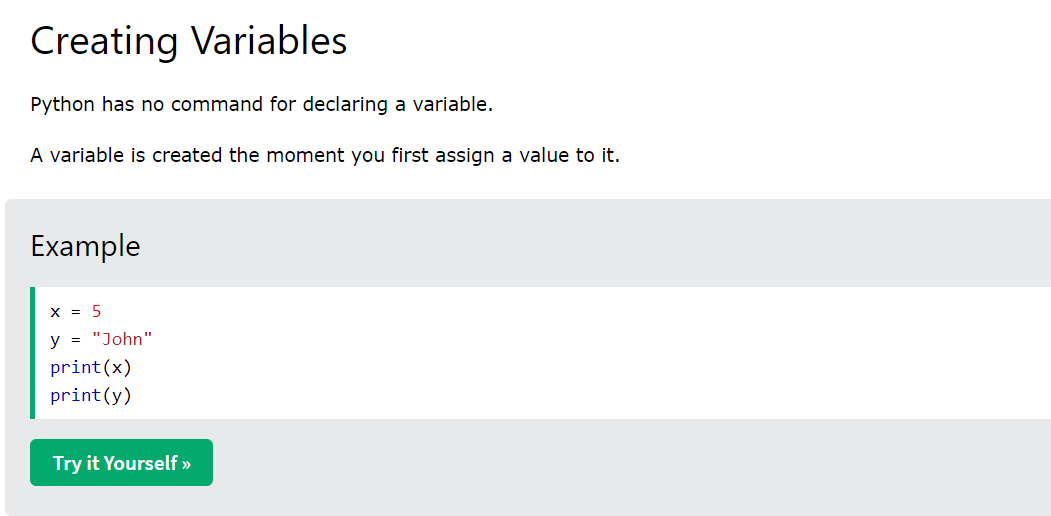 Creating Variables
Python has no command for declaring a variable.
A variable is created the moment you first assign a value to it.
Example
x = 5
y = "John"
print(x)
print(y)
Try it Yourself »